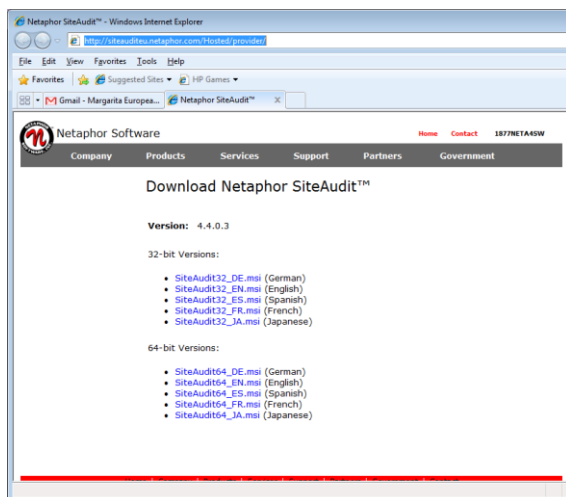 Netaphor SiteAudit™ - Windows Internet Explorer
http://siteauditeu.netaphor.com/Hosted/provider/
File Edit View Favorites Tools Help
Favorites Suggested Sites HP Games
Gmail - Margarita Europea... Netaphor SiteAudit™ X
Netaphor Software Home Contact 1877NETA4SW
Company Products Services Support Partners Government
Download Netaphor SiteAudit™
Version: 4.4.0.3
32-bit Versions:
SiteAudit32_DE.msi (German)
SiteAudit32_EN.msi (English)
SiteAudit32_ES.msi (Spanish)
SiteAudit32_FR.msi (French)
SiteAudit32_JA.msi (Japanese)
64-bit Versions:
SiteAudit64_DE.msi (German)
SiteAudit64_EN.msi (English)
SiteAudit64_ES.msi (Spanish)
SiteAudit64_FR.msi (French)
SiteAudit64_JA.msi (Japanese)